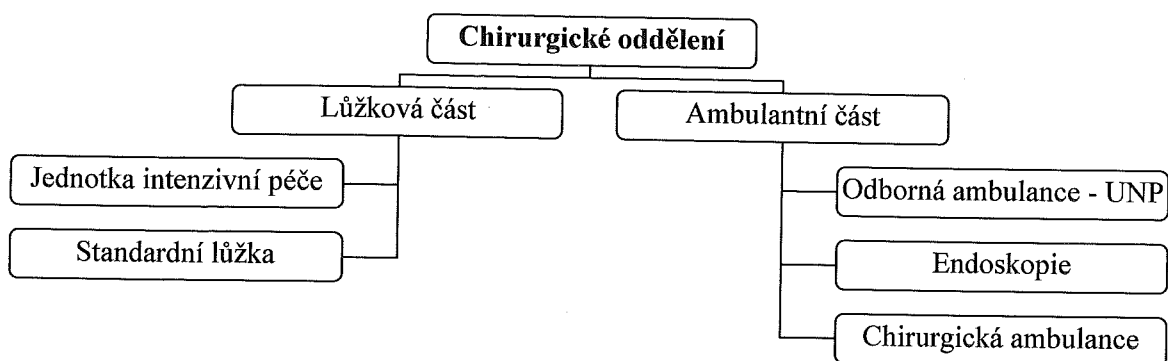 Chirurgické oddělení
Lůžková část
Ambulantní část
Jednotka intenzivní péče
Standardní lůžka
Odborná ambulance - UNP
Endoskopie
Chirurgická ambulance